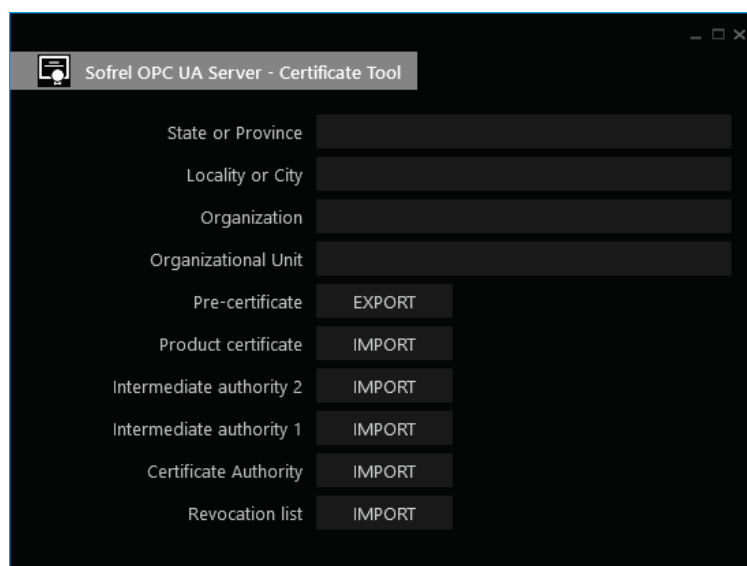 Sofrel OPC UA Server - Certificate Tool
State or Province
Locality or City
Organization
Organizational Unit
Pre-certificate EXPORT
Product certificate IMPORT
Intermediate authority 2 IMPORT
Intermediate authority 1 IMPORT
Certificate Authority IMPORT
Revocation list IMPORT